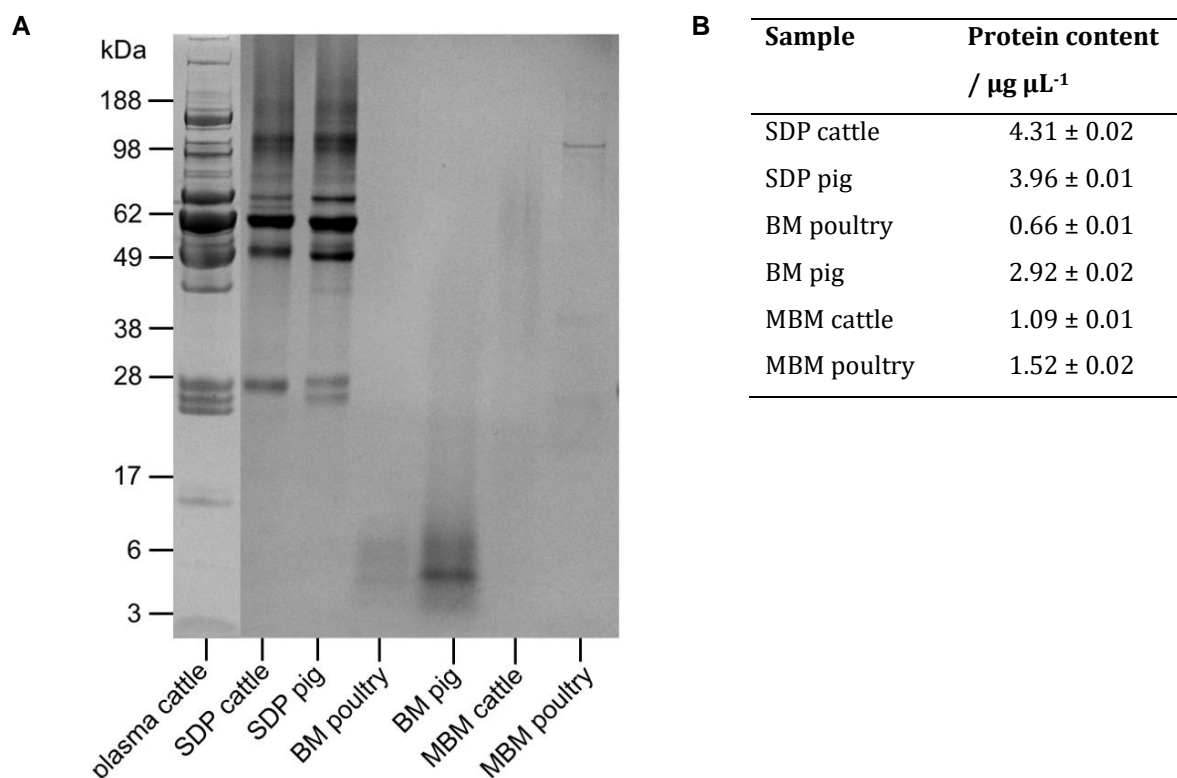 A
kDa
188
98
62
49
38
28
17
6
3
plasma cattle
SDP cattle
SDP pig
BM poultry
BM pig
MBM cattle
MBM poultry
B
Sample Protein content
/ µg µL-1
SDP cattle 4.31 ± 0.02
SDP pig 3.96 ± 0.01
BM poultry 0.66 ± 0.01
BM pig 2.92 ± 0.02
MBM cattle 1.09 ± 0.01
MBM poultry 1.52 ± 0.02